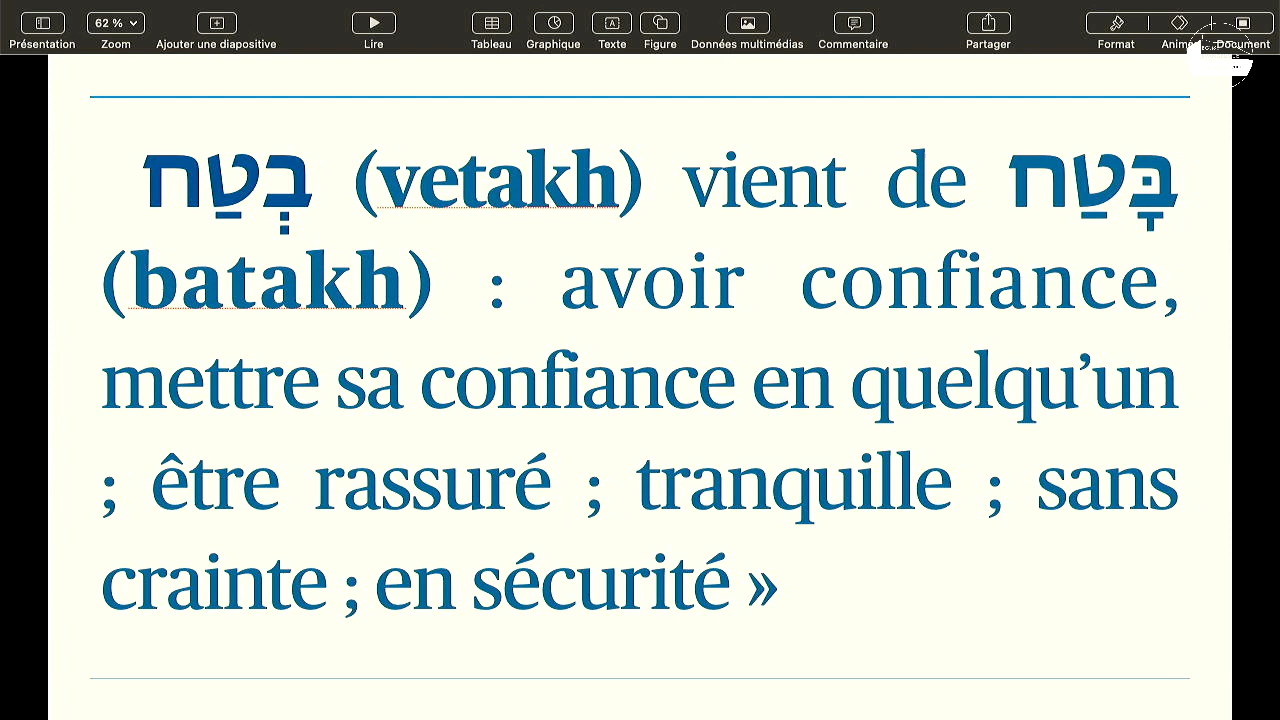 Présentation
62 %
Zoom
Ajouter une diapositive
Lire
Tableau
Graphique
Texte
Figure
Données multimédias
Commentaire
Partager
Format
Document
בְטַח (vetakh) vient de בָּטַח
(batakh) : avoir confiance,
mettre sa confiance en quelqu’un
; être rassuré ; tranquille ; sans
crainte ; en sécurité »